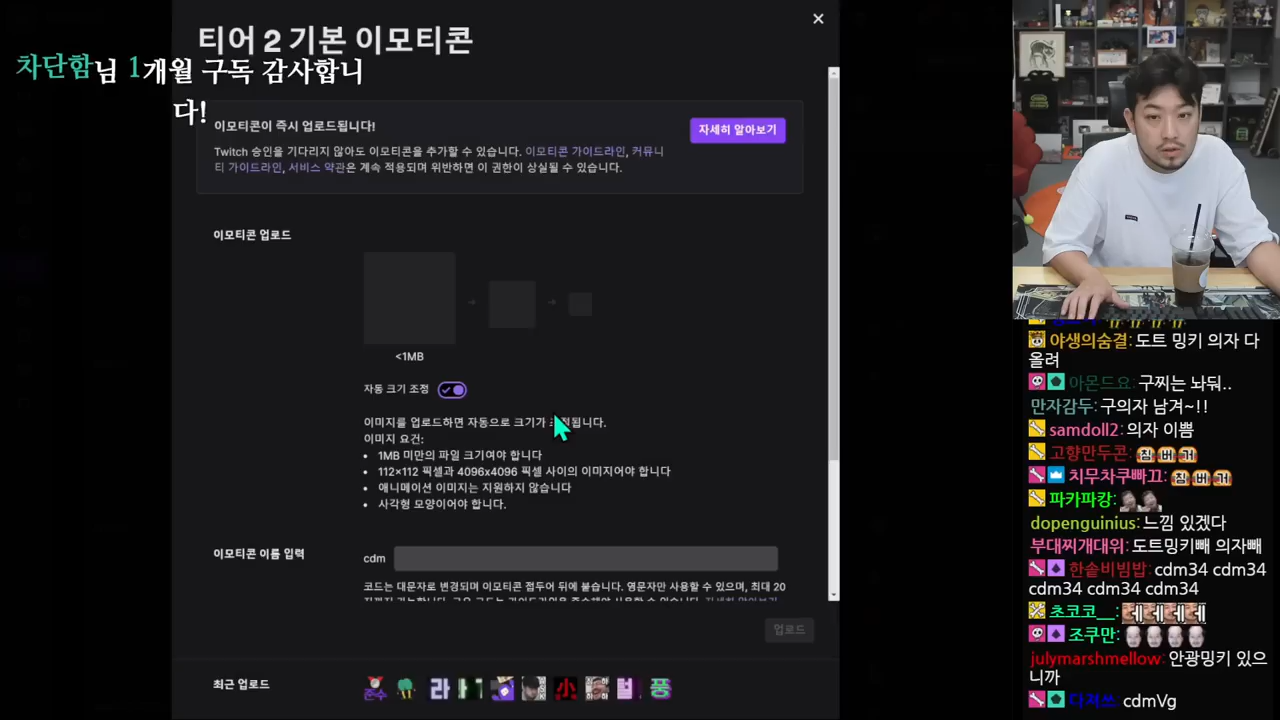 티어 2 기본 이모티콘
차단함님 1개월 구독 감사합니
다!
이모티콘이 즉시 업로드됩니다!
자세히 알아보기
Twitch 승인을 기다리지 않아도 이모티콘을 추가할 수 있습니다. 이모티콘 가이드라인, 커뮤니
티 가이드라인, 서비스 약관은 계속 적용되며 위반하면 이 권한이 상실될 수 있습니다.
이모티콘 업로드
<1MB
자동 크기 조정
이미지를 업로드하면 자동으로 크기가 조정됩니다.
이미지 요건:
1MB 미만의 파일 크기여야 합니다
112×112 픽셀과 4096x4096 픽셀 사이의 이미지어야 합니다
애니메이션 이미지는 지원하지 않습니다
사각형 모양이어야 합니다.
이모티콘 이름 입력
cdm
코드는 대문자로 변경되며 이모티콘 접두어 뒤에 붙습니다. 영문자만 사용할 수 있으며, 최대 20
업로드
최근 업로드
준수
라
小
풍
야생의숨결: 도트 밍키 의자 다
올려
아몬드요: 구찌는 놔둬..
만자감두: 구의자 남겨~!!
samdoll2: 의자 이쁨
고향만두콘: 침 버 거
치무차쿠빠끄: 침 버 거
파카파캉:
dopenguinius: 느낌 있겠다
부대찌개대위: 도트밍키빼 의자빼
한솥비빔밥: cdm34 cdm34
cdm34 cdm34 cdm34
초코코__:
조쿠만:
julymarshmellow: 안광밍키 있으
니까
다져쓰: cdmVg